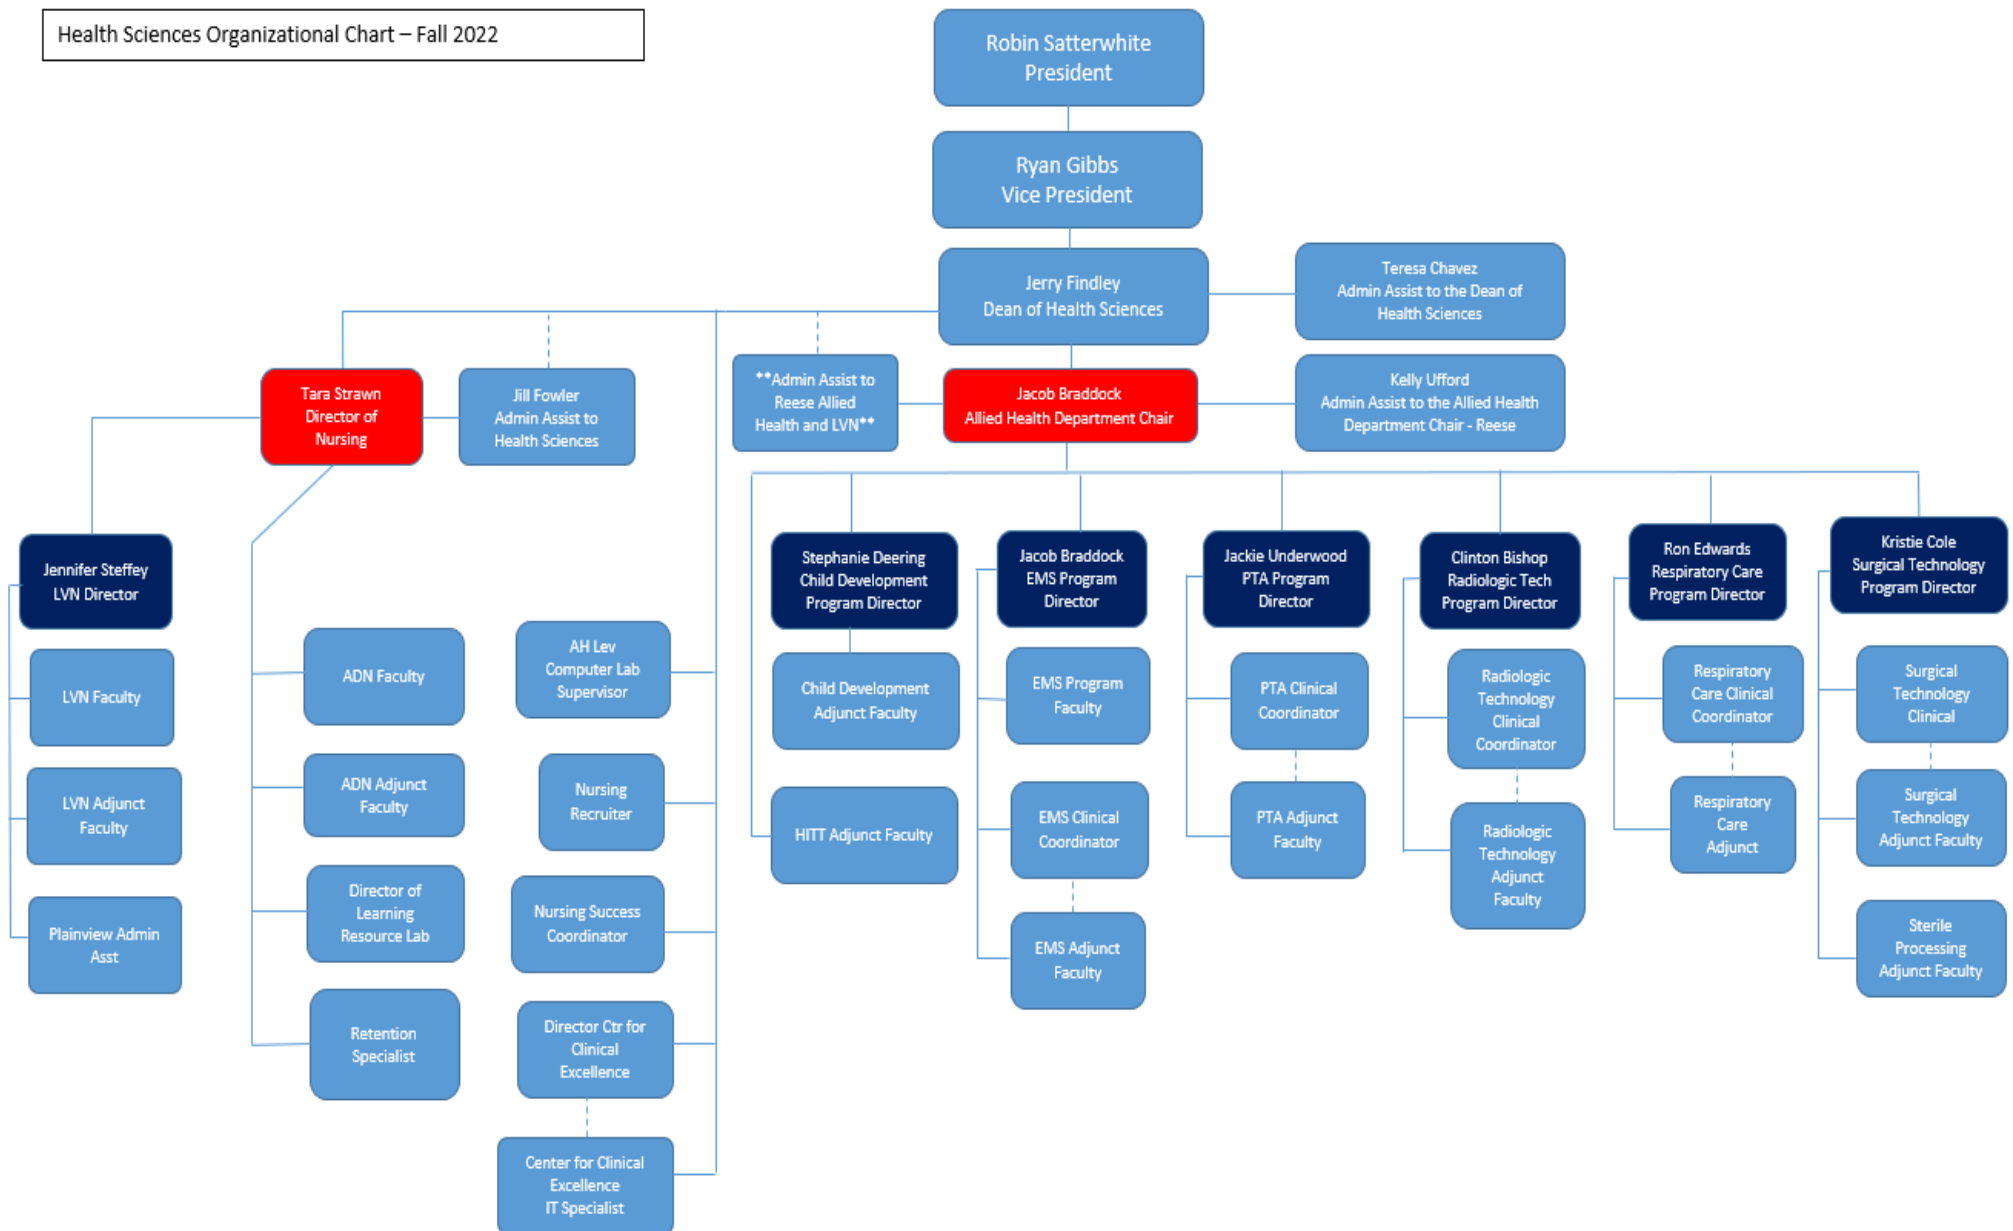 Health Sciences Organizational Chart – Fall 2022
Robin Satterwhite
President
Ryan Gibbs
Vice President
Jerry Findley
Dean of Health Sciences
Teresa Chavez
Admin Assist to the Dean of
Health Sciences
Tara Strawn
Director of
Nursing
Jill Fowler
Admin Assist to
Health Sciences
**Admin Assist to
Reese Allied
Health and LVN**
Jacob Braddock
Allied Health Department Chair
Kelly Ufford
Admin Assist to the Allied Health
Department Chair - Reese
Jennifer Steffey
LVN Director
LVN Faculty
LVN Adjunct
Faculty
Plainview Admin
Asst
ADN Faculty
ADN Adjunct
Faculty
Director of
Learning
Resource Lab
Retention
Specialist
AH Lev
Computer Lab
Supervisor
Nursing
Recruiter
Nursing Success
Coordinator
Director Ctr for
Clinical
Excellence
Center for Clinical
Excellence
IT Specialist
Stephanie Deering
Child Development
Program Director
Child Development
Adjunct Faculty
HITT Adjunct Faculty
Jacob Braddock
EMS Program
Director
EMS Program
Faculty
EMS Clinical
Coordinator
EMS Adjunct
Faculty
Jackie Underwood
PTA Program
Director
PTA Clinical
Coordinator
PTA Adjunct
Faculty
Clinton Bishop
Radiologic Tech
Program Director
Radiologic
Technology
Clinical
Coordinator
Radiologic
Technology
Adjunct
Faculty
Ron Edwards
Respiratory Care
Program Director
Respiratory
Care Clinical
Coordinator
Respiratory
Care
Adjunct
Kristie Cole
Surgical Technology
Program Director
Surgical
Technology
Clinical
Surgical
Technology
Adjunct Faculty
Sterile
Processing
Adjunct Faculty